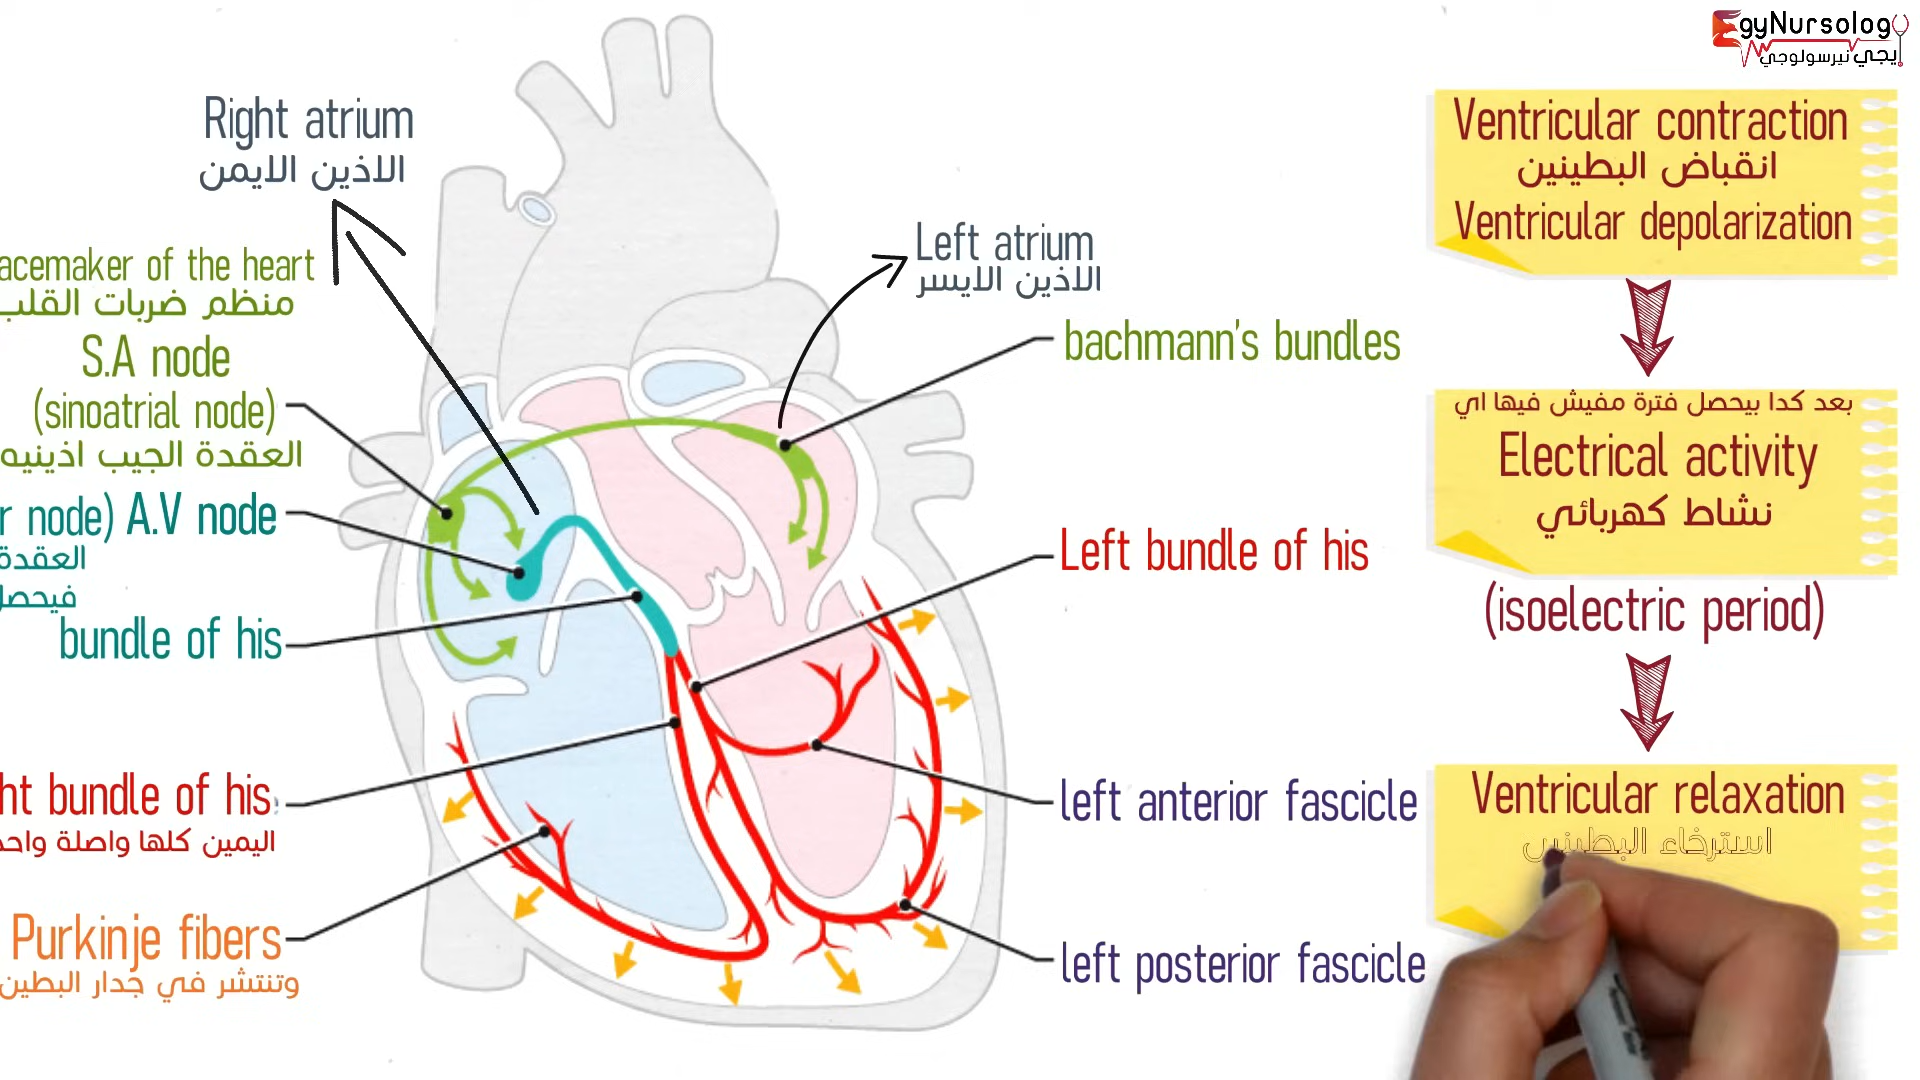 EgyNursology
إيجي نيرسولوجي
Right atrium
الاذين الايمن
acemaker of the heart
منظم ضربات القلب
S.A node
(sinoatrial node)
العقدة الجيب اذينيه
r node) A.V node
العقدة
فيحصل
bundle of his
ht bundle of his
اليمين كلها واصلة واحد
Purkinje fibers
وتنتشر في جدار البطين
Left atrium
الاذين الايسر
bachmann's bundles
Left bundle of his
left anterior fascicle
left posterior fascicle
Ventricular contraction
انقباض البطينين
Ventricular depolarization
بعد كدا بيحصل فترة مفيش فيها اي
Electrical activity
نشاط كهربائي
(isoelectric period)
Ventricular relaxation
استرخاء البطينين